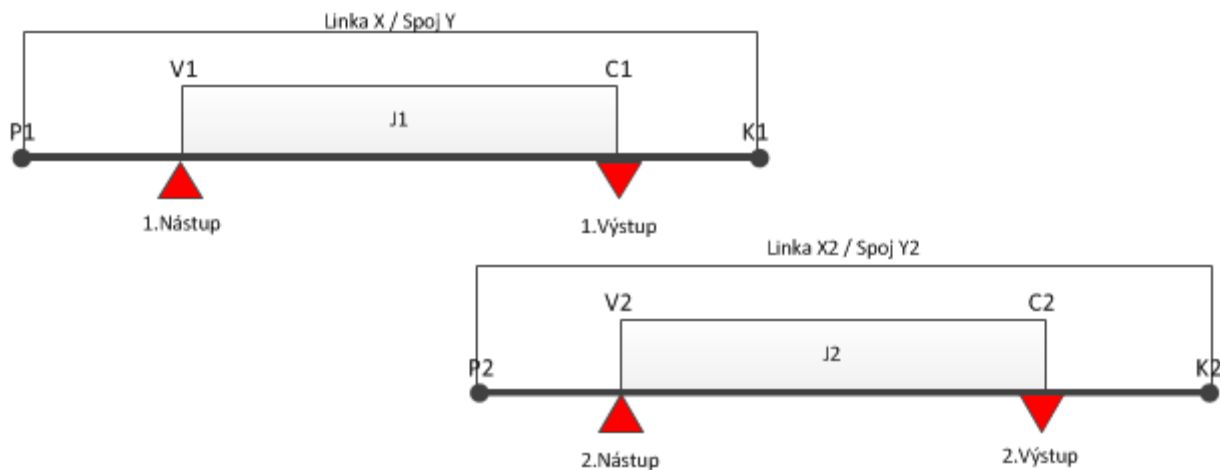 Linka X / Spoj Y
V1
C1
J1
P1
K1
1.Nástup
1.Výstup
Linka X2 / Spoj Y2
V2
C2
J2
P2
K2
2.Nástup
2.Výstup